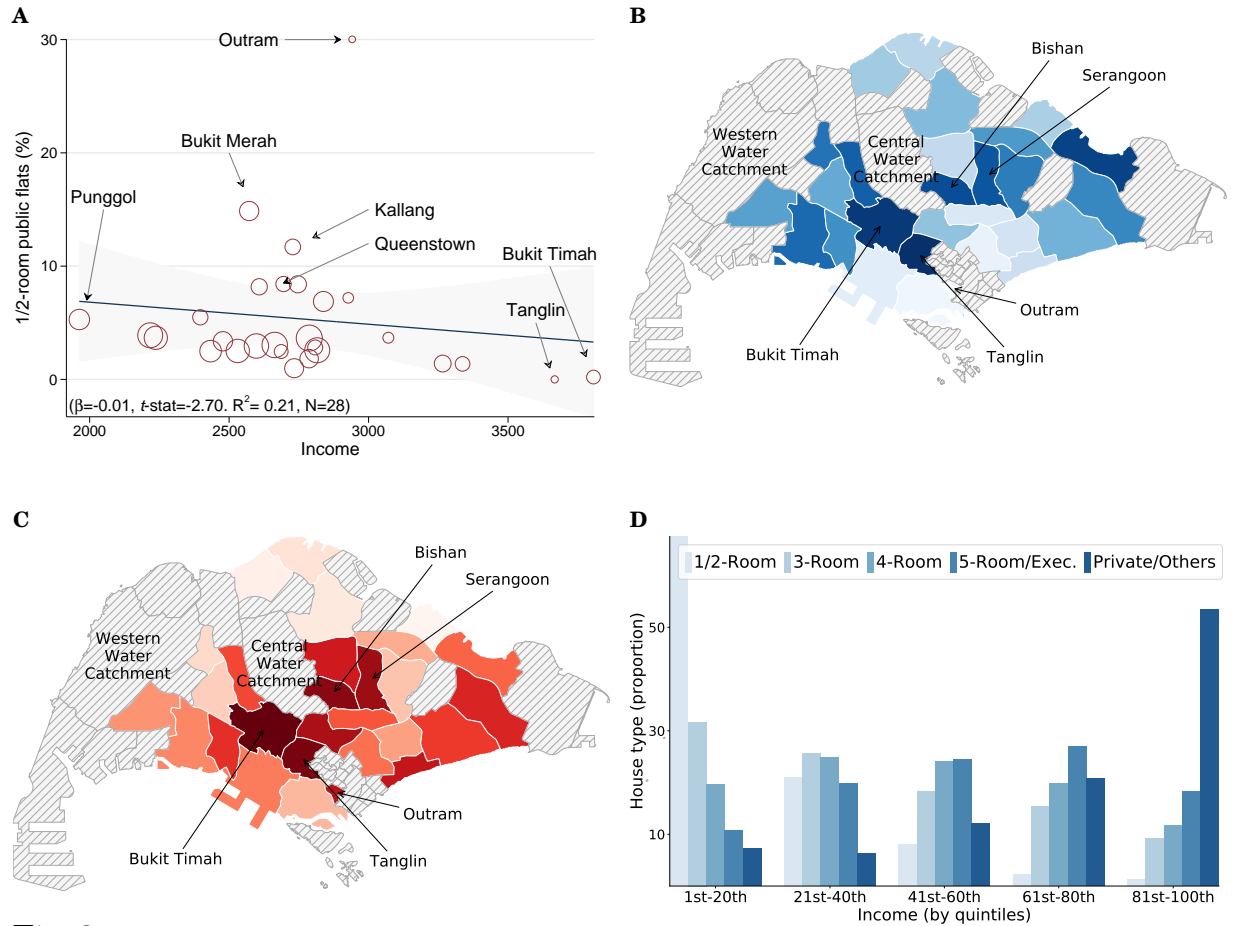 A
1/2-room public flats (%)
30
20
10
0
Outram
Bukit Merah
Punggol
Kallang
Queenstown
Bukit Timah
Tanglin
(β=-0.01, t-stat=-2.70. R²= 0.21, N=28)
2000
2500
3000
3500
Income
B
Bishan
Serangoon
Western
Water
Catchment
Central
Water
Catchment
Outram
Bukit Timah
Tanglin
C
Bishan
Serangoon
Western
Water
Catchment
Central
Water
Catchment
Outram
Bukit Timah
Tanglin
D
1/2-Room 3-Room 4-Room 5-Room/Exec. Private/Others
House type (proportion)
50
30
10
1st-20th
21st-40th
41st-60th
61st-80th
81st-100th
Income (by quintiles)